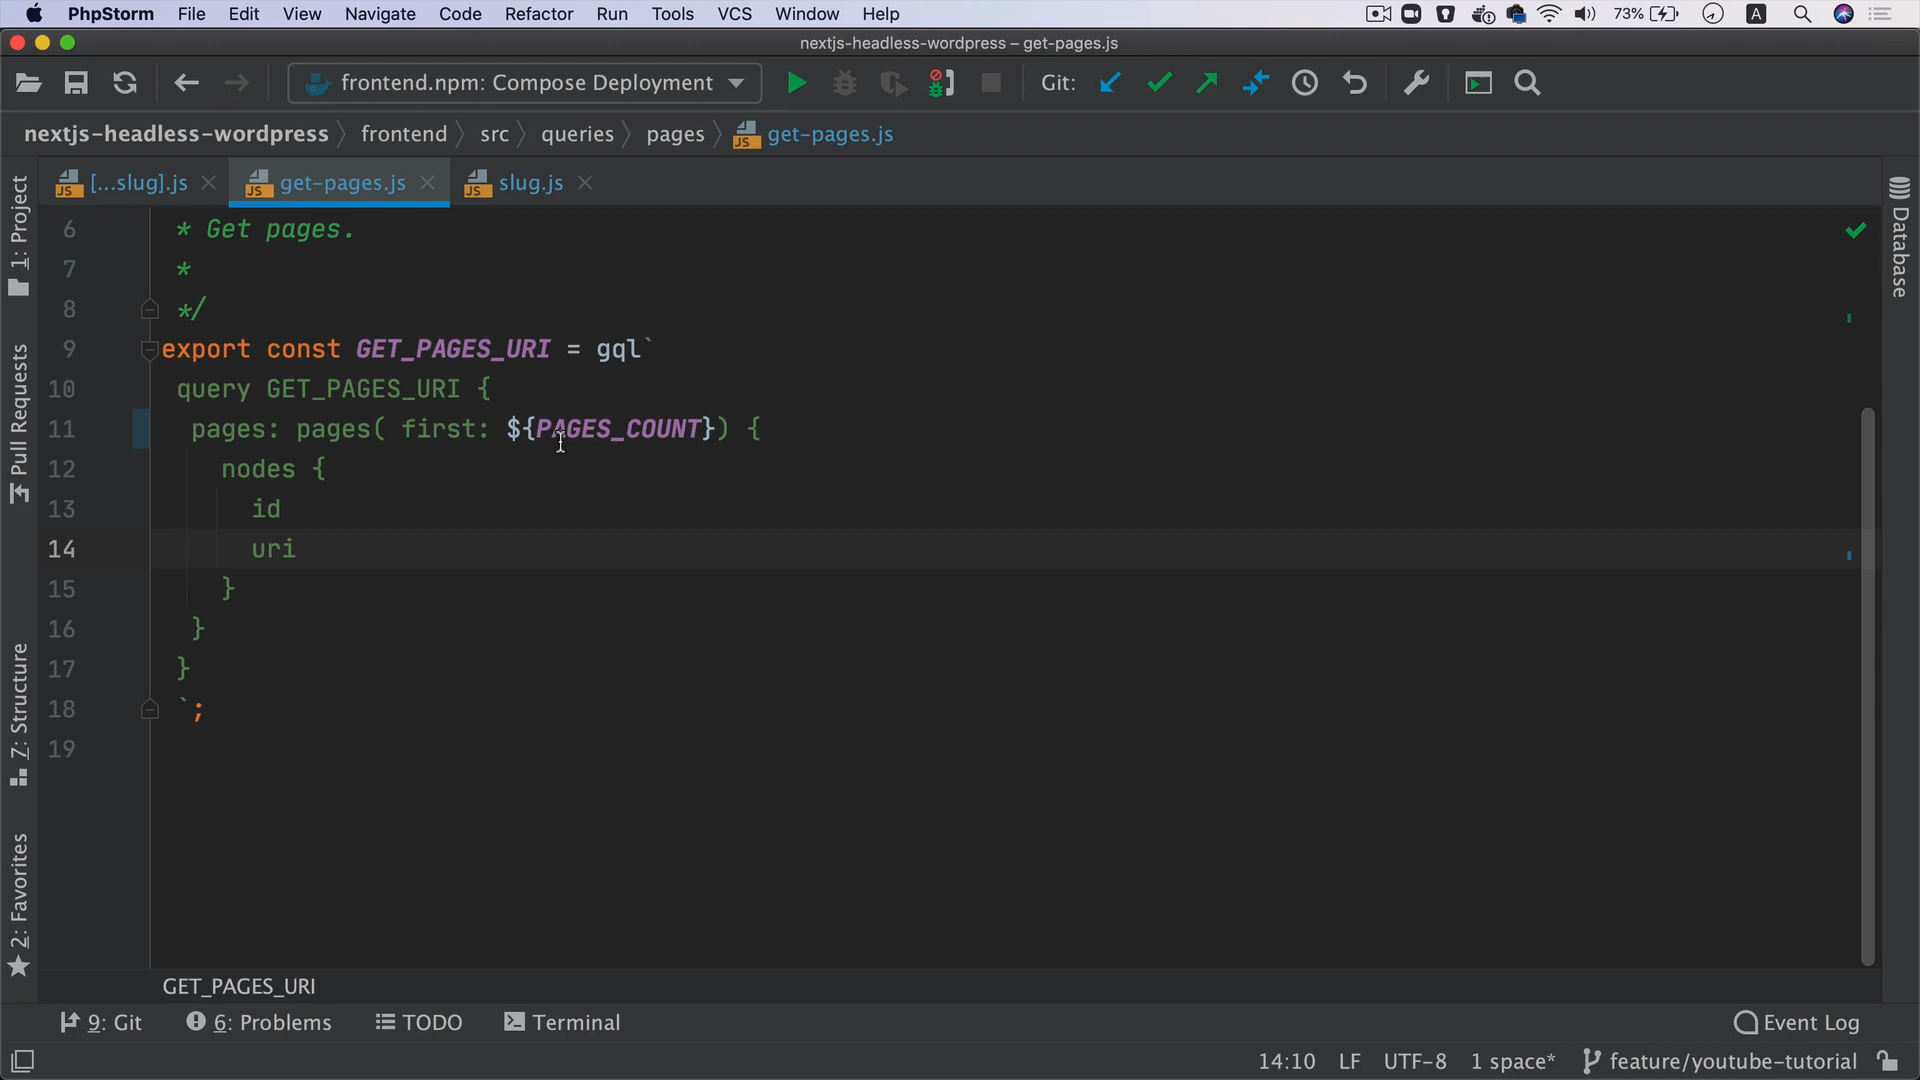 PhpStorm File Edit View Navigate Code Refactor Run Tools VCS Window Help 73% A
nextjs-headless-wordpress – get-pages.js
frontend.npm: Compose Deployment Git:
nextjs-headless-wordpress frontend src queries pages get-pages.js
[...slug].js get-pages.js slug.js
1: Project
Pull Requests
7: Structure
2: Favorites
Database
6 * Get pages.
7 *
8 */
9 export const GET_PAGES_URI = gql`
10 query GET_PAGES_URI {
11 pages: pages( first: ${PAGES_COUNT}) {
12 nodes {
13 id
14 uri
15 }
16 }
17 }
18 `;
19
GET_PAGES_URI
9: Git 6: Problems TODO Terminal Event Log
14:10 LF UTF-8 1 space* feature/youtube-tutorial